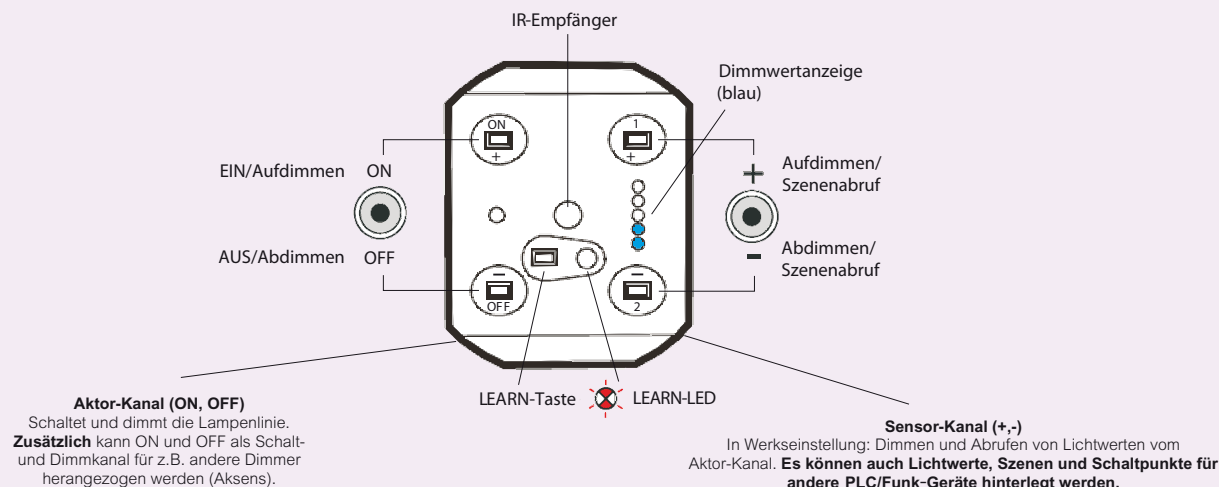 IR-Empfänger
Dimmwertanzeige
(blau)
ON
+
1
+
EIN/Aufdimmen ON
AUS/Abdimmen OFF
+ Aufdimmen/
Szenenabruf
- Abdimmen/
Szenenabruf
-
OFF
-
2
LEARN-Taste LEARN-LED
Aktor-Kanal (ON, OFF)
Schaltet und dimmt die Lampenlinie.
Zusätzlich kann ON und OFF als Schalt-
und Dimmkanal für z.B. andere Dimmer
herangezogen werden (Aksens).
Sensor-Kanal (+,-)
In Werkseinstellung: Dimmen und Abrufen von Lichtwerten vom
Aktor-Kanal. Es können auch Lichtwerte, Szenen und Schaltpunkte für
andere PLC/Funk-Geräte hinterlegt werden.